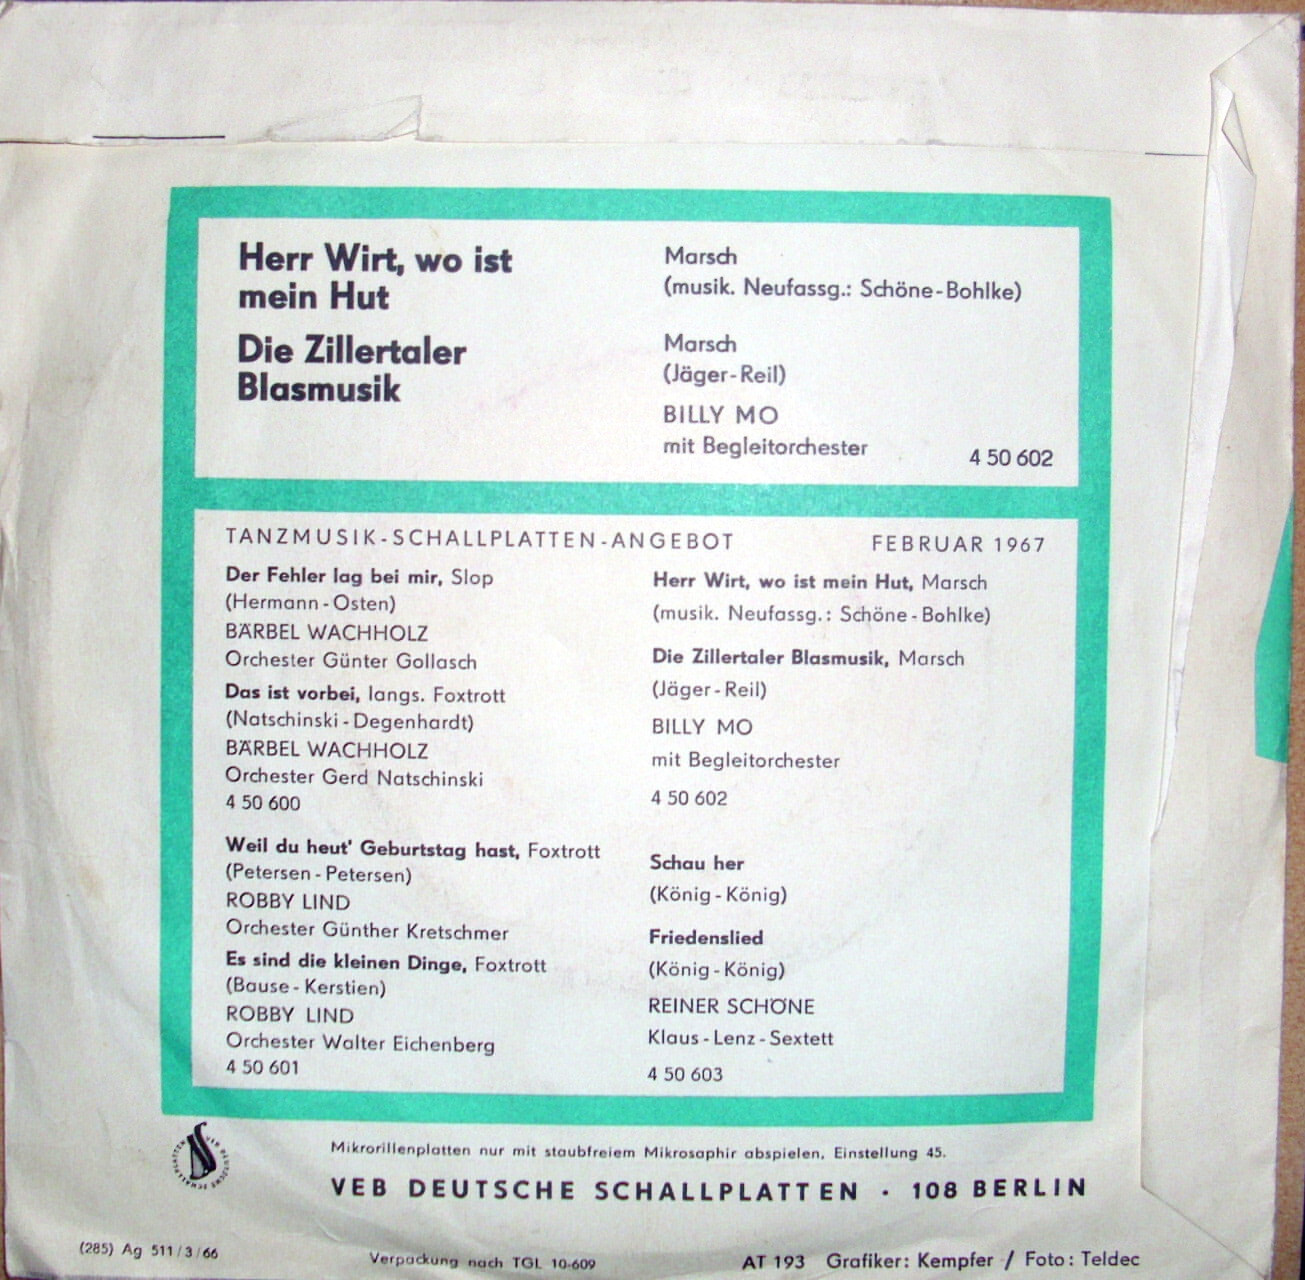 Herr Wirt, wo ist
mein Hut
Marsch
(musik. Neufassg.: Schöne-Bohlke)
Die Zillertaler
Blasmusik
Marsch
(Jäger-Reil)
BILLY MO
mit Begleitorchester
4 50 602
TANZMUSIK-SCHALLPLATTEN-ANGEBOT FEBRUAR 1967
Der Fehler lag bei mir, Slop
(Hermann-Osten)
BÄRBEL WACHHOLZ
Orchester Günter Gollasch
Das ist vorbei, langs. Foxtrott
(Natschinski-Degenhardt)
BÄRBEL WACHHOLZ
Orchester Gerd Natschinski
4 50 600
Weil du heut' Geburtstag hast, Foxtrott
(Petersen-Petersen)
ROBBY LIND
Orchester Günther Kretschmer
Es sind die kleinen Dinge, Foxtrott
(Bause-Kerstien)
ROBBY LIND
Orchester Walter Eichenberg
4 50 601
Herr Wirt, wo ist mein Hut, Marsch
(musik. Neufassg.: Schöne-Bohlke)
Die Zillertaler Blasmusik, Marsch
(Jäger-Reil)
BILLY MO
mit Begleitorchester
4 50 602
Schau her
(König-König)
Friedenslied
(König-König)
REINER SCHÖNE
Klaus-Lenz-Sextett
4 50 603
VEB DEUTSCHE SCHALLPLATTEN
Mikrorillenplatten nur mit staubfreiem Mikrosaphir abspielen, Einstellung 45.
VEB DEUTSCHE SCHALLPLATTEN · 108 BERLIN
(285) Ag 511/3/66
Verpackung nach TGL 10-609
AT 193 Grafiker: Kempfer / Foto: Teldec